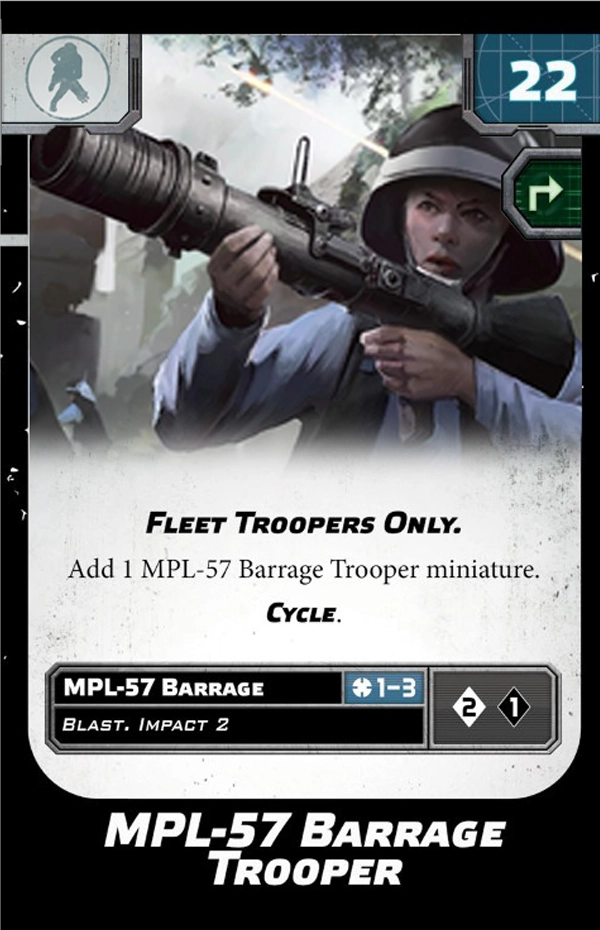 22
Fleet Troopers Only.
Add 1 MPL-57 Barrage Trooper miniature.
Cycle.
MPL-57 Barrage 1–3
Blast. Impact 2
2 1
MPL-57 Barrage
Trooper